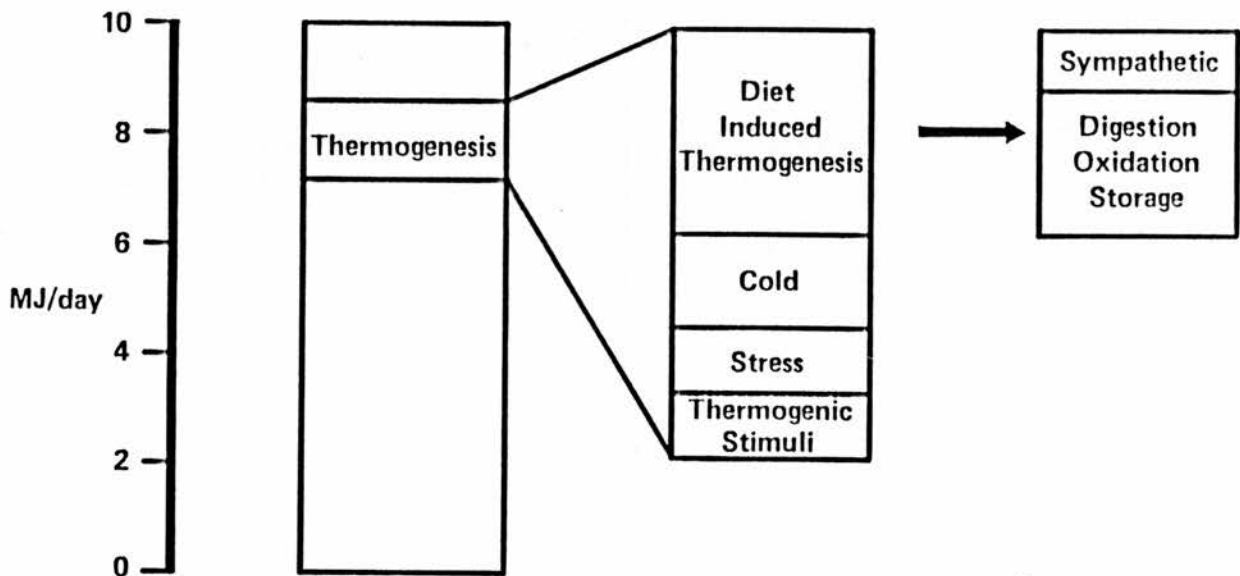 10
8
6
MJ/day
4
2
0
Thermogenesis
Diet
Induced
Thermogenesis
Cold
Stress
Thermogenic
Stimuli
Sympathetic
Digestion
Oxidation
Storage